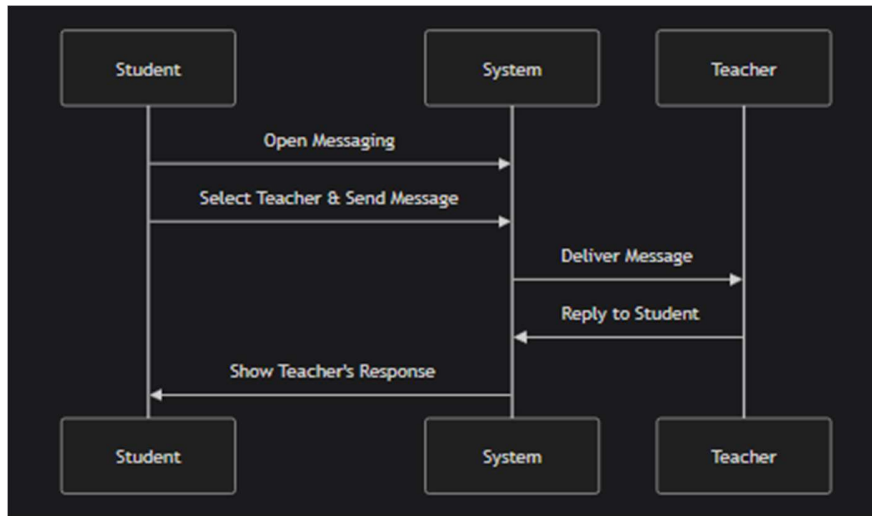 Student
System
Teacher
Open Messaging
Select Teacher & Send Message
Deliver Message
Reply to Student
Show Teacher's Response
Student
System
Teacher